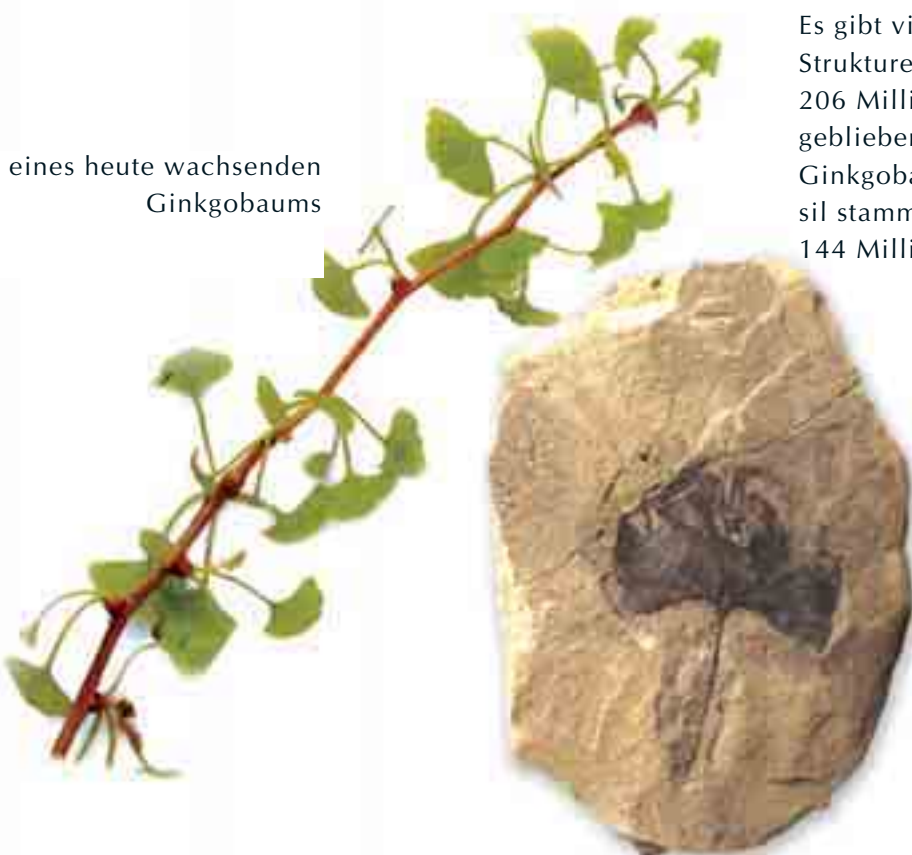 eines heute wachsenden
Ginkgobaums
Es gibt vi
Strukture
206 Milli
geblieben
Ginkgoba
sil stamm
144 Milli